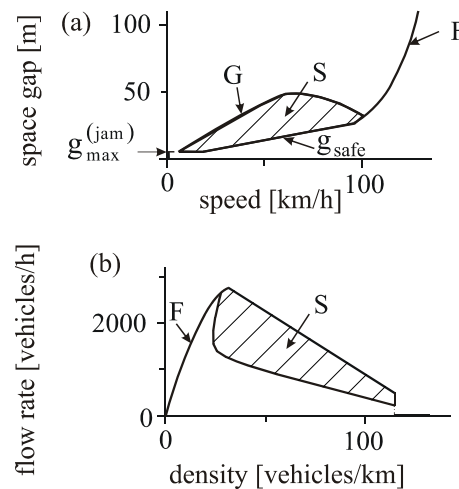 (a)
space gap [m]
100
50
0
100
F
G
S
g safe
g max (jam)
speed [km/h]
(b)
flow rate [vehicles/h]
2000
0
F
S
0
100
density [vehicles/km]